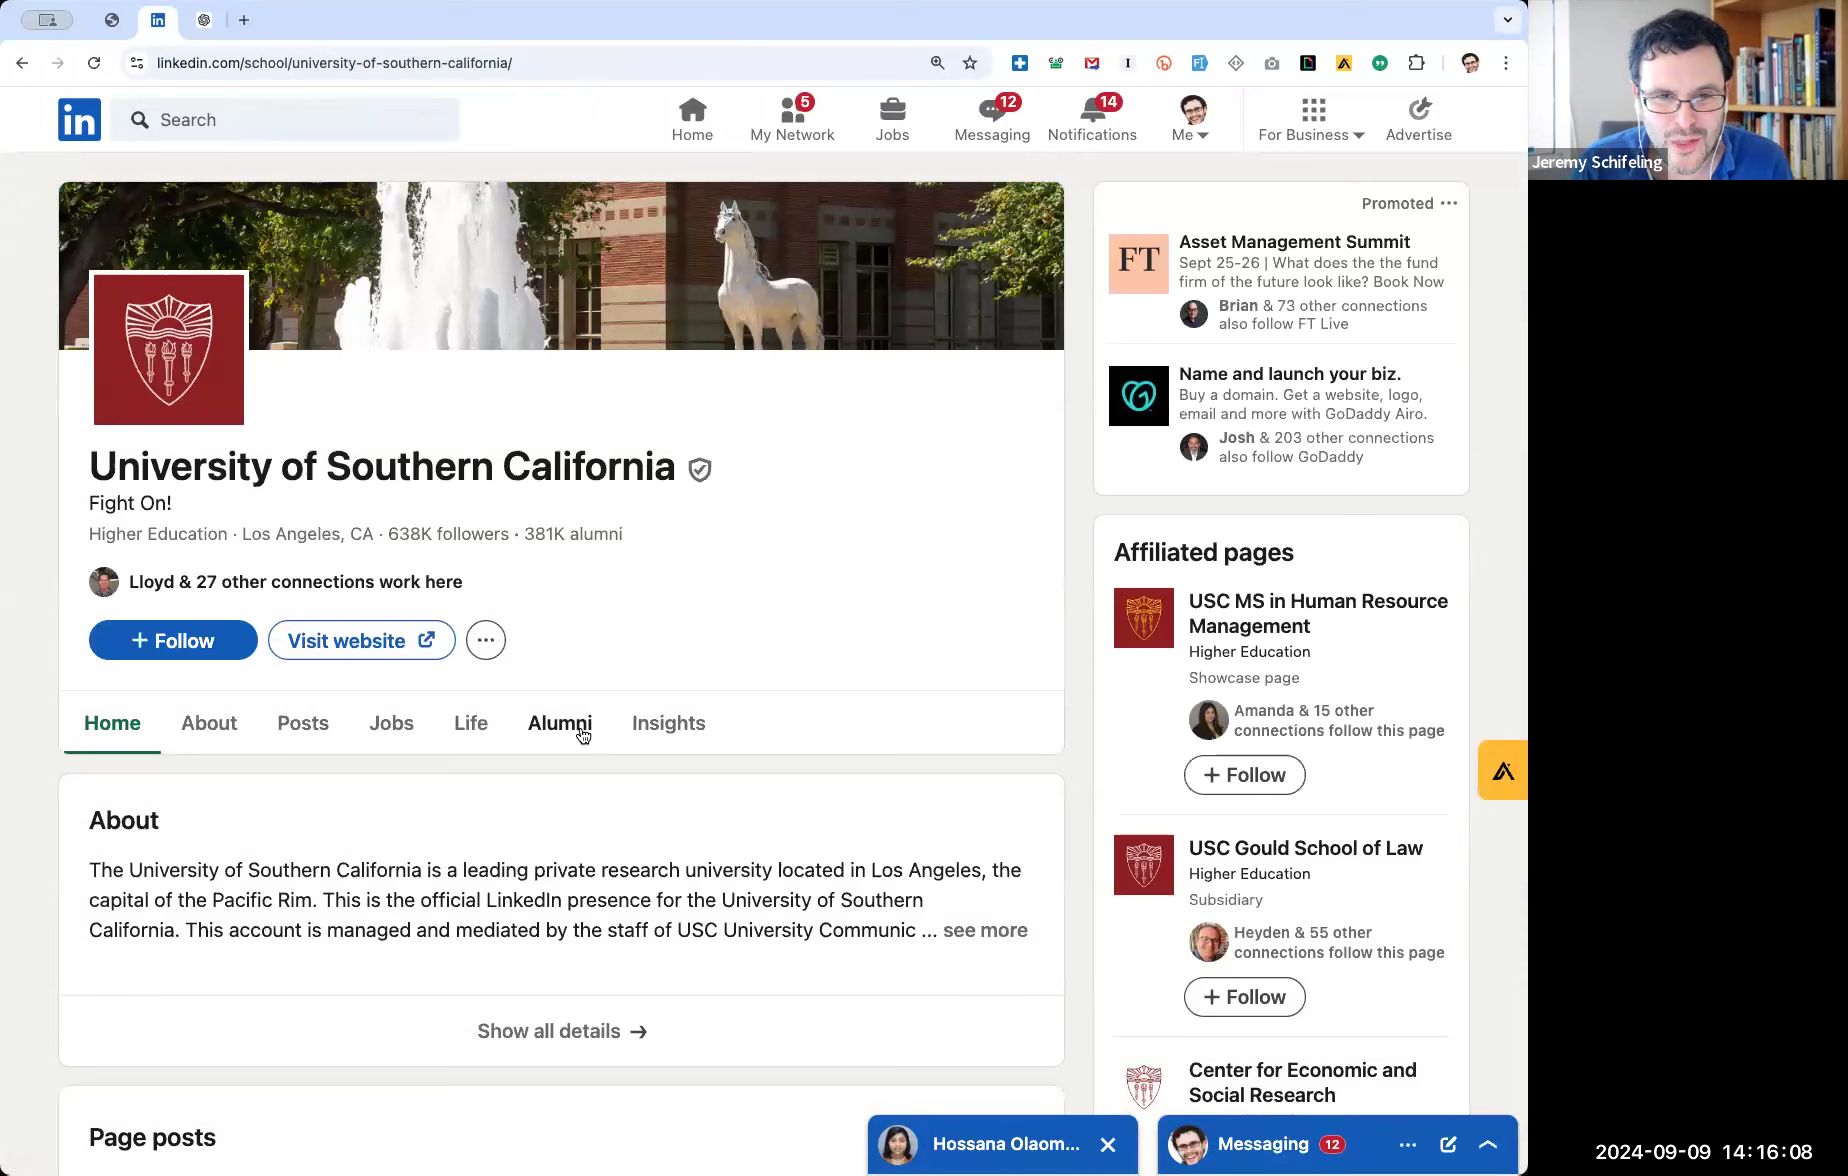 linkedin.com/school/university-of-southern-california/
in
Search
Home
5
My Network
Jobs
12
Messaging
14
Notifications
Me
For Business
Advertise
Jeremy Schifeling
University of Southern California
Fight On!
Higher Education · Los Angeles, CA · 638K followers · 381K alumni
Lloyd & 27 other connections work here
+ Follow
Visit website
Home
About
Posts
Jobs
Life
Alumni
Insights
About
The University of Southern California is a leading private research university located in Los Angeles, the
capital of the Pacific Rim. This is the official LinkedIn presence for the University of Southern
California. This account is managed and mediated by the staff of USC University Communic ... see more
Show all details →
Page posts
Promoted
FT
Asset Management Summit
Sept 25-26 | What does the the fund
firm of the future look like? Book Now
Brian & 73 other connections
also follow FT Live
Name and launch your biz.
Buy a domain. Get a website, logo,
email and more with GoDaddy Airo.
Josh & 203 other connections
also follow GoDaddy
Affiliated pages
USC MS in Human Resource
Management
Higher Education
Showcase page
Amanda & 15 other
connections follow this page
+ Follow
USC Gould School of Law
Higher Education
Subsidiary
Heyden & 55 other
connections follow this page
+ Follow
Center for Economic and
Social Research
Hossana Olaom...
Messaging 12
2024-09-09 14:16:08